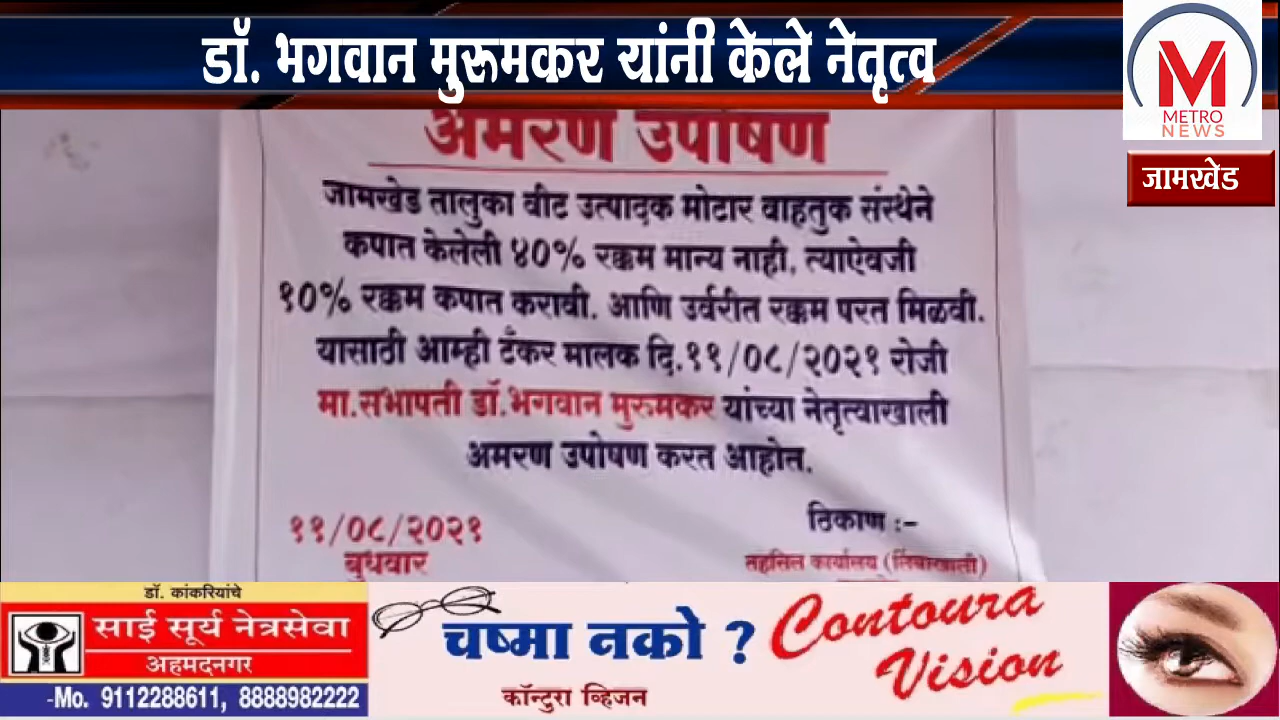 डॉ. भगवान मुरूमकर यांनी केले नेतृत्व
METRO
NEWS
जामखेड
अमरण उपोषण
जामखेड तालुका वीट उत्पादक मोटार वाहतुक संस्थेने
कपात केलेली ४०% रक्कम मान्य नाही, त्याऐवजी
१०% रक्कम कपात करावी. आणि उर्वरीत रक्कम परत मिळवी.
यासाठी आम्ही टँकर मालक दि.११/०८/२०२१ रोजी
मा.सभापती डॉ.भगवान मुरुमकर यांच्या नेतृत्वाखाली
अमरण उपोषण करत आहोत.
११/०८/२०२१
बुधवार
ठिकाण :-
तहसिल कार्यालय (लिंबाखाली)
डॉ. कांकरियांचे
साई सूर्य नेत्रसेवा
अहमदनगर
-Mo. 9112288611, 8888982222
चष्मा नको ?
कॉन्टुरा व्हिजन
Contoura
Vision